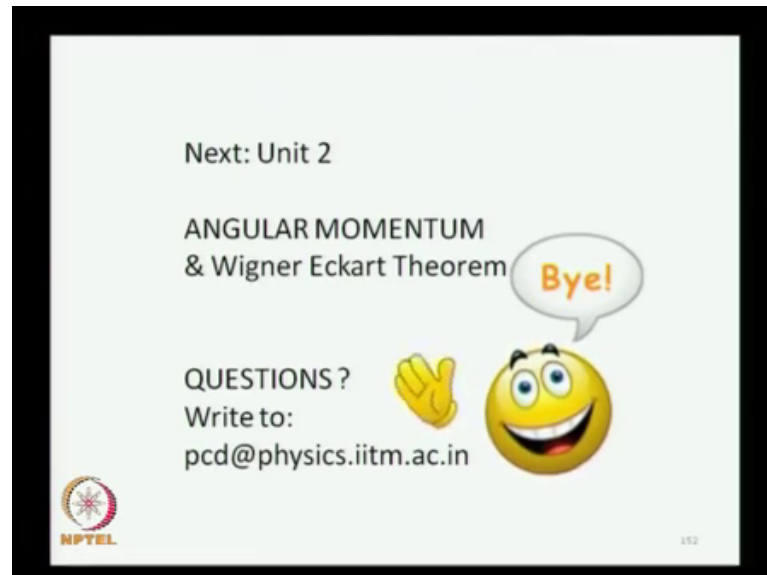 Next: Unit 2
ANGULAR MOMENTUM
& Wigner Eckart Theorem
Bye!
QUESTIONS ?
Write to:
pcd@physics.iitm.ac.in
NPTEL
152